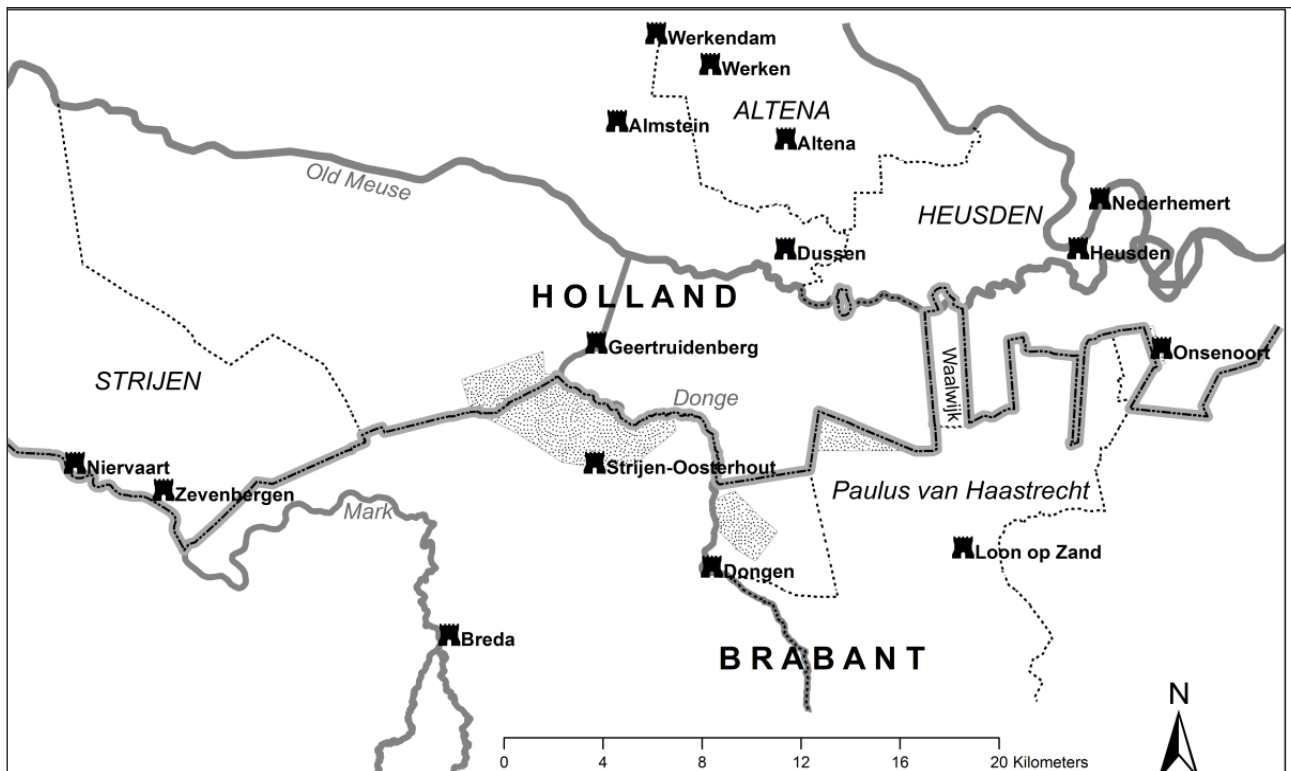 Werkendam
Werken
ALTENA
Almstein
Altena
Old Meuse
Nederhemert
HEUSDEN
Dussen
Heusden
HOLLAND
Geertruidenberg
Onsenoort
Waalwijk
STRIJEN
Donge
Niervaart
Strijen-Oosterhout
Zevenbergen
Paulus van Haastrecht
Mark
Loon op Zand
Dongen
Breda
BRABANT
N
0 4 8 12 16 20 Kilometers